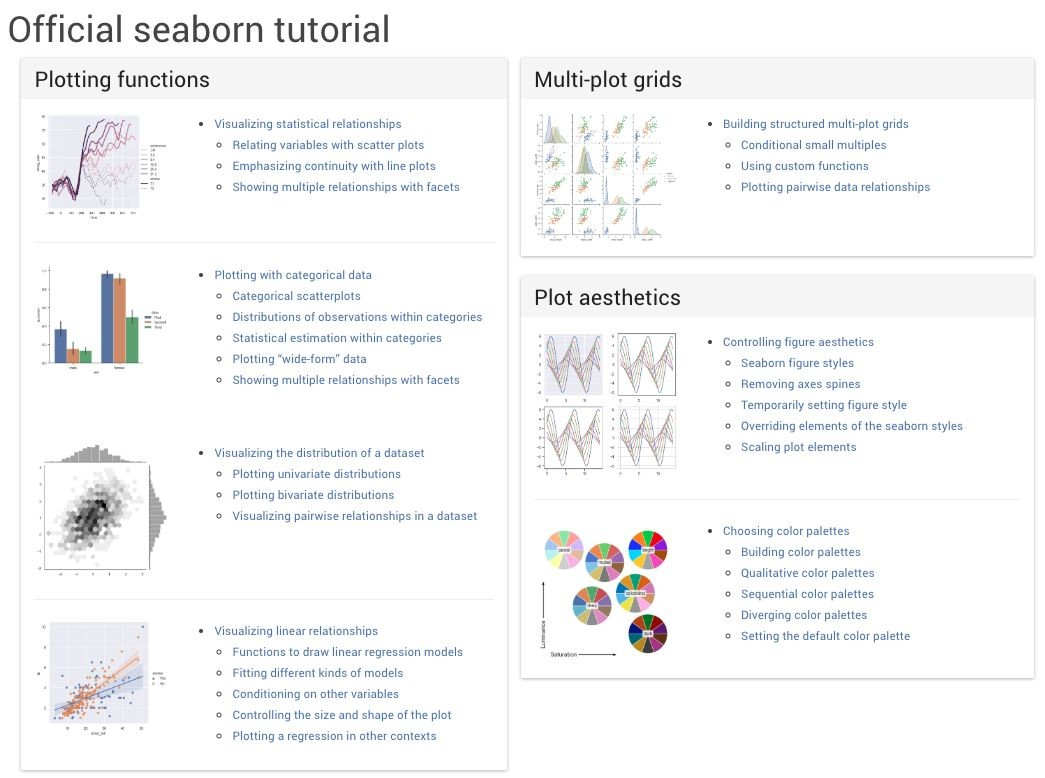 Official seaborn tutorial
Plotting functions
Visualizing statistical relationships
Relating variables with scatter plots
Emphasizing continuity with line plots
Showing multiple relationships with facets
Plotting with categorical data
Categorical scatterplots
Distributions of observations within categories
Statistical estimation within categories
Plotting “wide-form” data
Showing multiple relationships with facets
Visualizing the distribution of a dataset
Plotting univariate distributions
Plotting bivariate distributions
Visualizing pairwise relationships in a dataset
Visualizing linear relationships
Functions to draw linear regression models
Fitting different kinds of models
Conditioning on other variables
Controlling the size and shape of the plot
Plotting a regression in other contexts
Multi-plot grids
Building structured multi-plot grids
Conditional small multiples
Using custom functions
Plotting pairwise data relationships
Plot aesthetics
Controlling figure aesthetics
Seaborn figure styles
Removing axes spines
Temporarily setting figure style
Overriding elements of the seaborn styles
Scaling plot elements
Choosing color palettes
Building color palettes
Qualitative color palettes
Sequential color palettes
Diverging color palettes
Setting the default color palette
pastel
bright
muted
colorblind
deep
dark
Luminance
Saturation